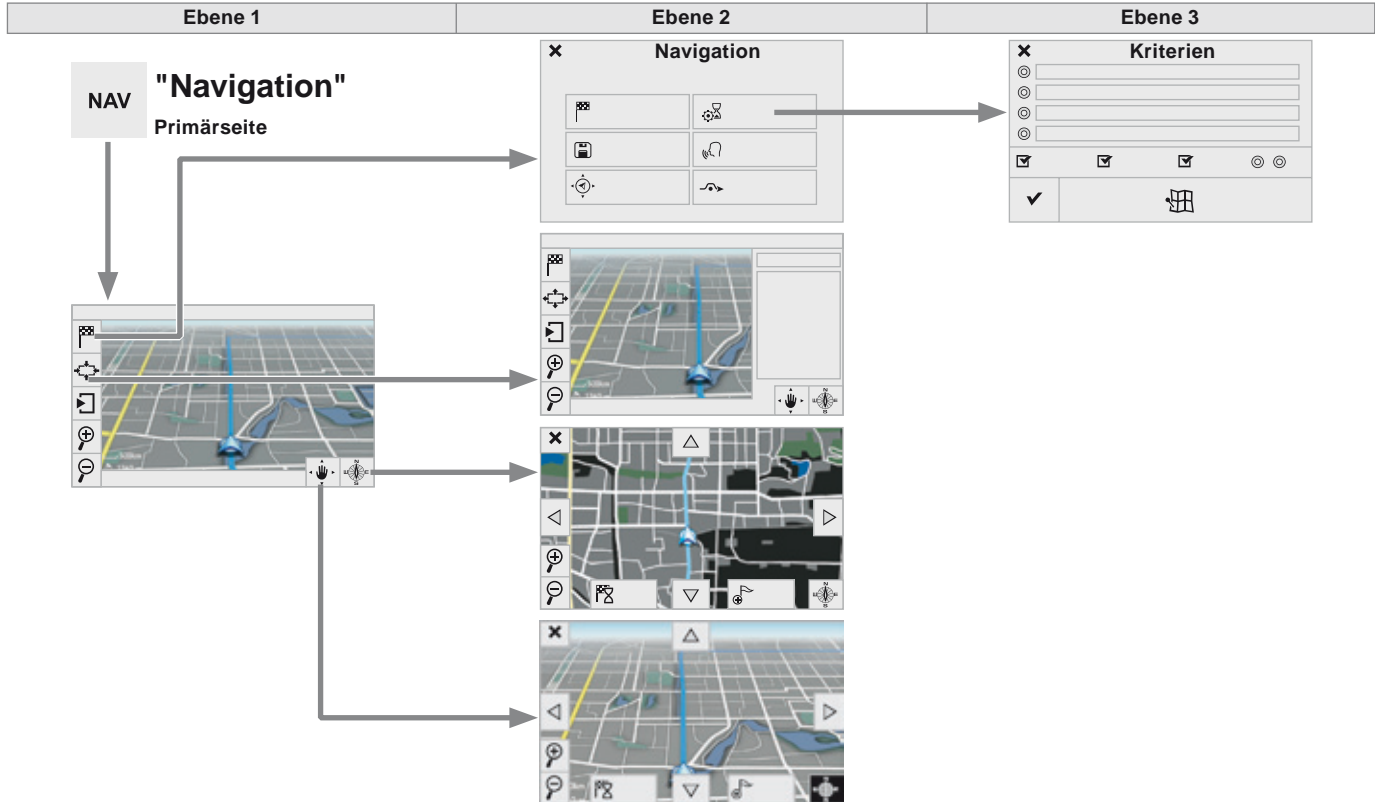 Ebene 1
Ebene 2
Ebene 3
NAV
"Navigation"
Primärseite
Navigation
Kriterien